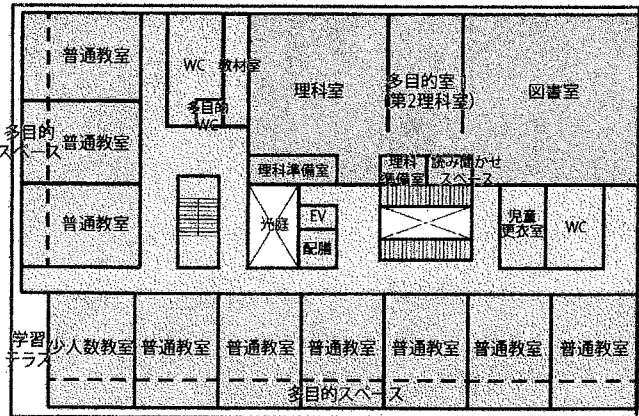 普通教室
WC
教材室
多目的
WC
理科室
多目的室
(第2理科室)
図書室
多目的
スペース
普通教室
理科準備室
理科
準備室
読み聞かせ
スペース
普通教室
光庭
EV
配膳
児童
更衣室
WC
学習
テラス
少人数教室
普通教室
普通教室
普通教室
普通教室
普通教室
普通教室
多目的スペース